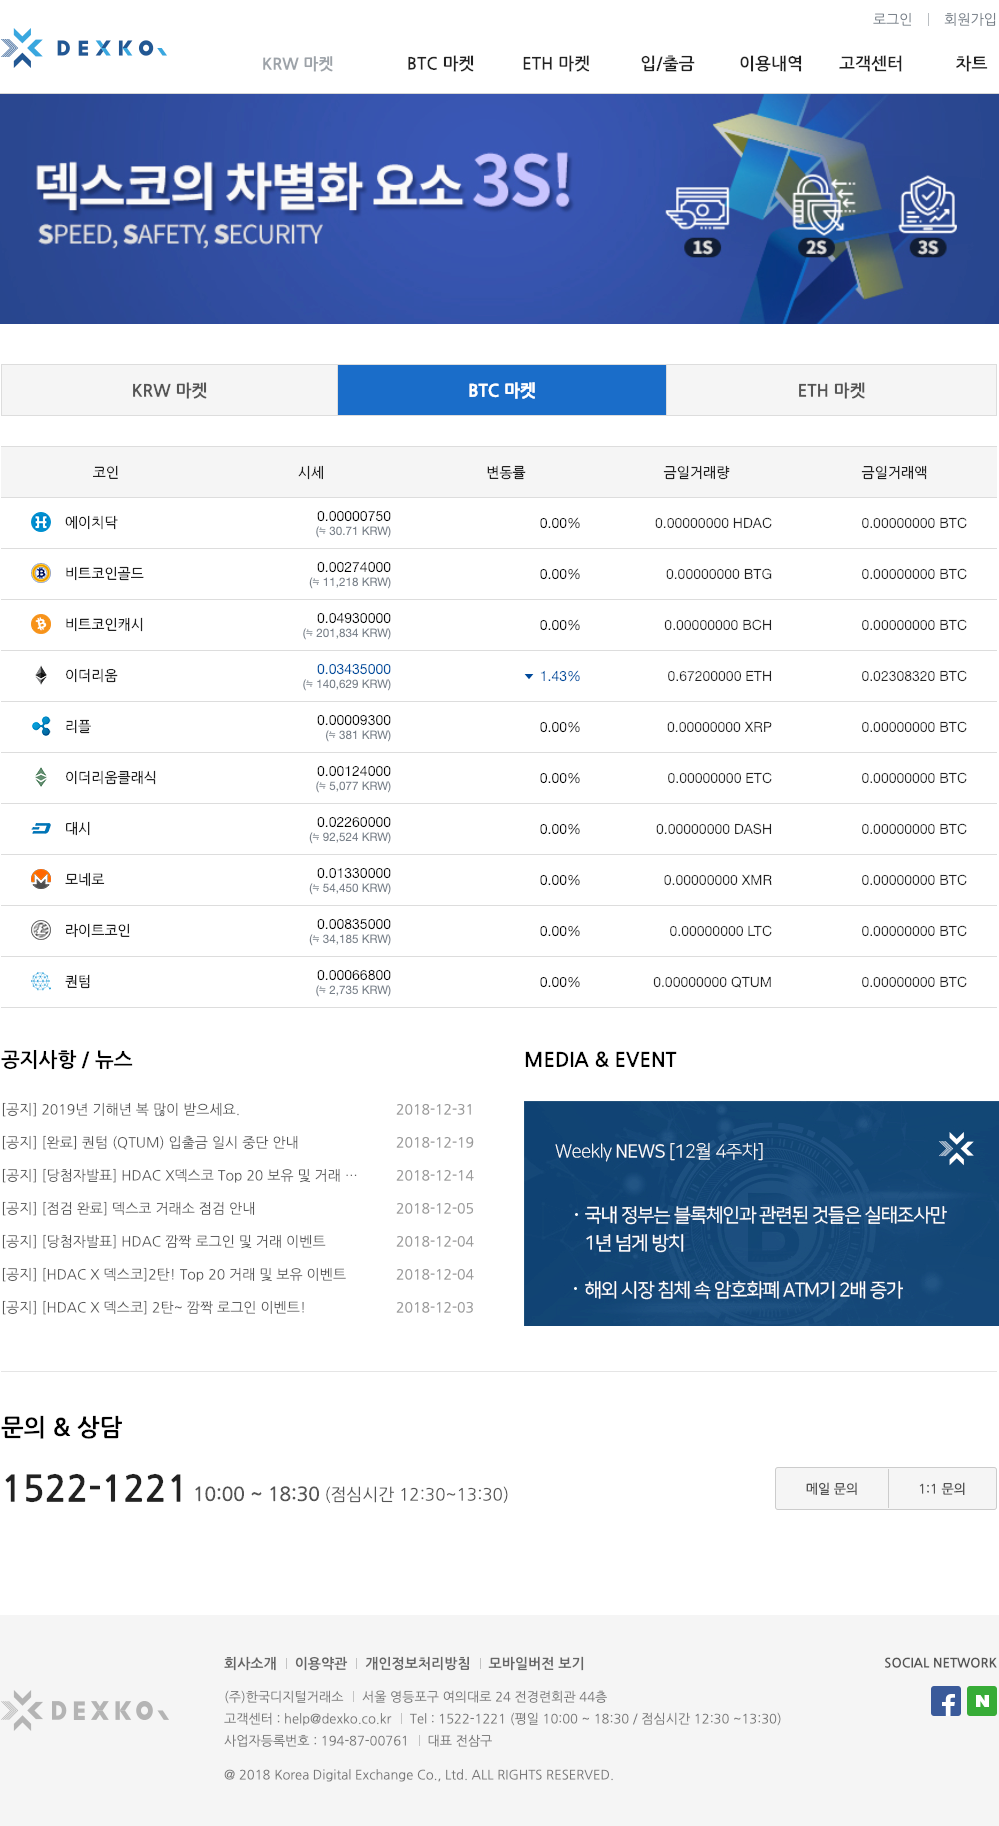 로그인 회원가입
DEXKO
KRW 마켓 BTC 마켓 ETH 마켓 입/출금 이용내역 고객센터 차트
덱스코의 차별화 요소 3S!
SPEED, SAFETY, SECURITY
1S 2S 3S
KRW 마켓 BTC 마켓 ETH 마켓
코인 시세 변동률 금일거래량 금일거래액
에이치닥 0.00000750 0.00% 0.00000000 HDAC 0.00000000 BTC
(≒ 30.71 KRW)
비트코인골드 0.00274000 0.00% 0.00000000 BTG 0.00000000 BTC
(≒ 11,218 KRW)
비트코인캐시 0.04930000 0.00% 0.00000000 BCH 0.00000000 BTC
(≒ 201,834 KRW)
이더리움 0.03435000 ▼ 1.43% 0.67200000 ETH 0.02308320 BTC
(≒ 140,629 KRW)
리플 0.00009300 0.00% 0.00000000 XRP 0.00000000 BTC
(≒ 381 KRW)
이더리움클래식 0.00124000 0.00% 0.00000000 ETC 0.00000000 BTC
(≒ 5,077 KRW)
대시 0.02260000 0.00% 0.00000000 DASH 0.00000000 BTC
(≒ 92,524 KRW)
모네로 0.01330000 0.00% 0.00000000 XMR 0.00000000 BTC
(≒ 54,450 KRW)
라이트코인 0.00835000 0.00% 0.00000000 LTC 0.00000000 BTC
(≒ 34,185 KRW)
퀀텀 0.00066800 0.00% 0.00000000 QTUM 0.00000000 BTC
(≒ 2,735 KRW)
공지사항 / 뉴스
[공지] 2019년 기해년 복 많이 받으세요. 2018-12-31
[공지] [완료] 퀀텀 (QTUM) 입출금 일시 중단 안내 2018-12-19
[공지] [당첨자발표] HDAC X덱스코 Top 20 보유 및 거래 ... 2018-12-14
[공지] [점검 완료] 덱스코 거래소 점검 안내 2018-12-05
[공지] [당첨자발표] HDAC 깜짝 로그인 및 거래 이벤트 2018-12-04
[공지] [HDAC X 덱스코]2탄! Top 20 거래 및 보유 이벤트 2018-12-04
[공지] [HDAC X 덱스코] 2탄~ 깜짝 로그인 이벤트! 2018-12-03
MEDIA & EVENT
Weekly NEWS [12월 4주차]
· 국내 정부는 블록체인과 관련된 것들은 실태조사만
1년 넘게 방치
· 해외 시장 침체 속 암호화폐 ATM기 2배 증가
문의 & 상담
1522-1221 10:00 ~ 18:30 (점심시간 12:30~13:30)
메일 문의 1:1 문의
DEXKO
회사소개 이용약관 개인정보처리방침 모바일버전 보기
(주)한국디지털거래소 서울 영등포구 여의대로 24 전경련회관 44층
고객센터 : help@dexko.co.kr Tel : 1522-1221 (평일 10:00 ~ 18:30 / 점심시간 12:30 ~13:30)
사업자등록번호 : 194-87-00761 대표 전삼구
@ 2018 Korea Digital Exchange Co., Ltd. ALL RIGHTS RESERVED.
SOCIAL NETWORK
f N